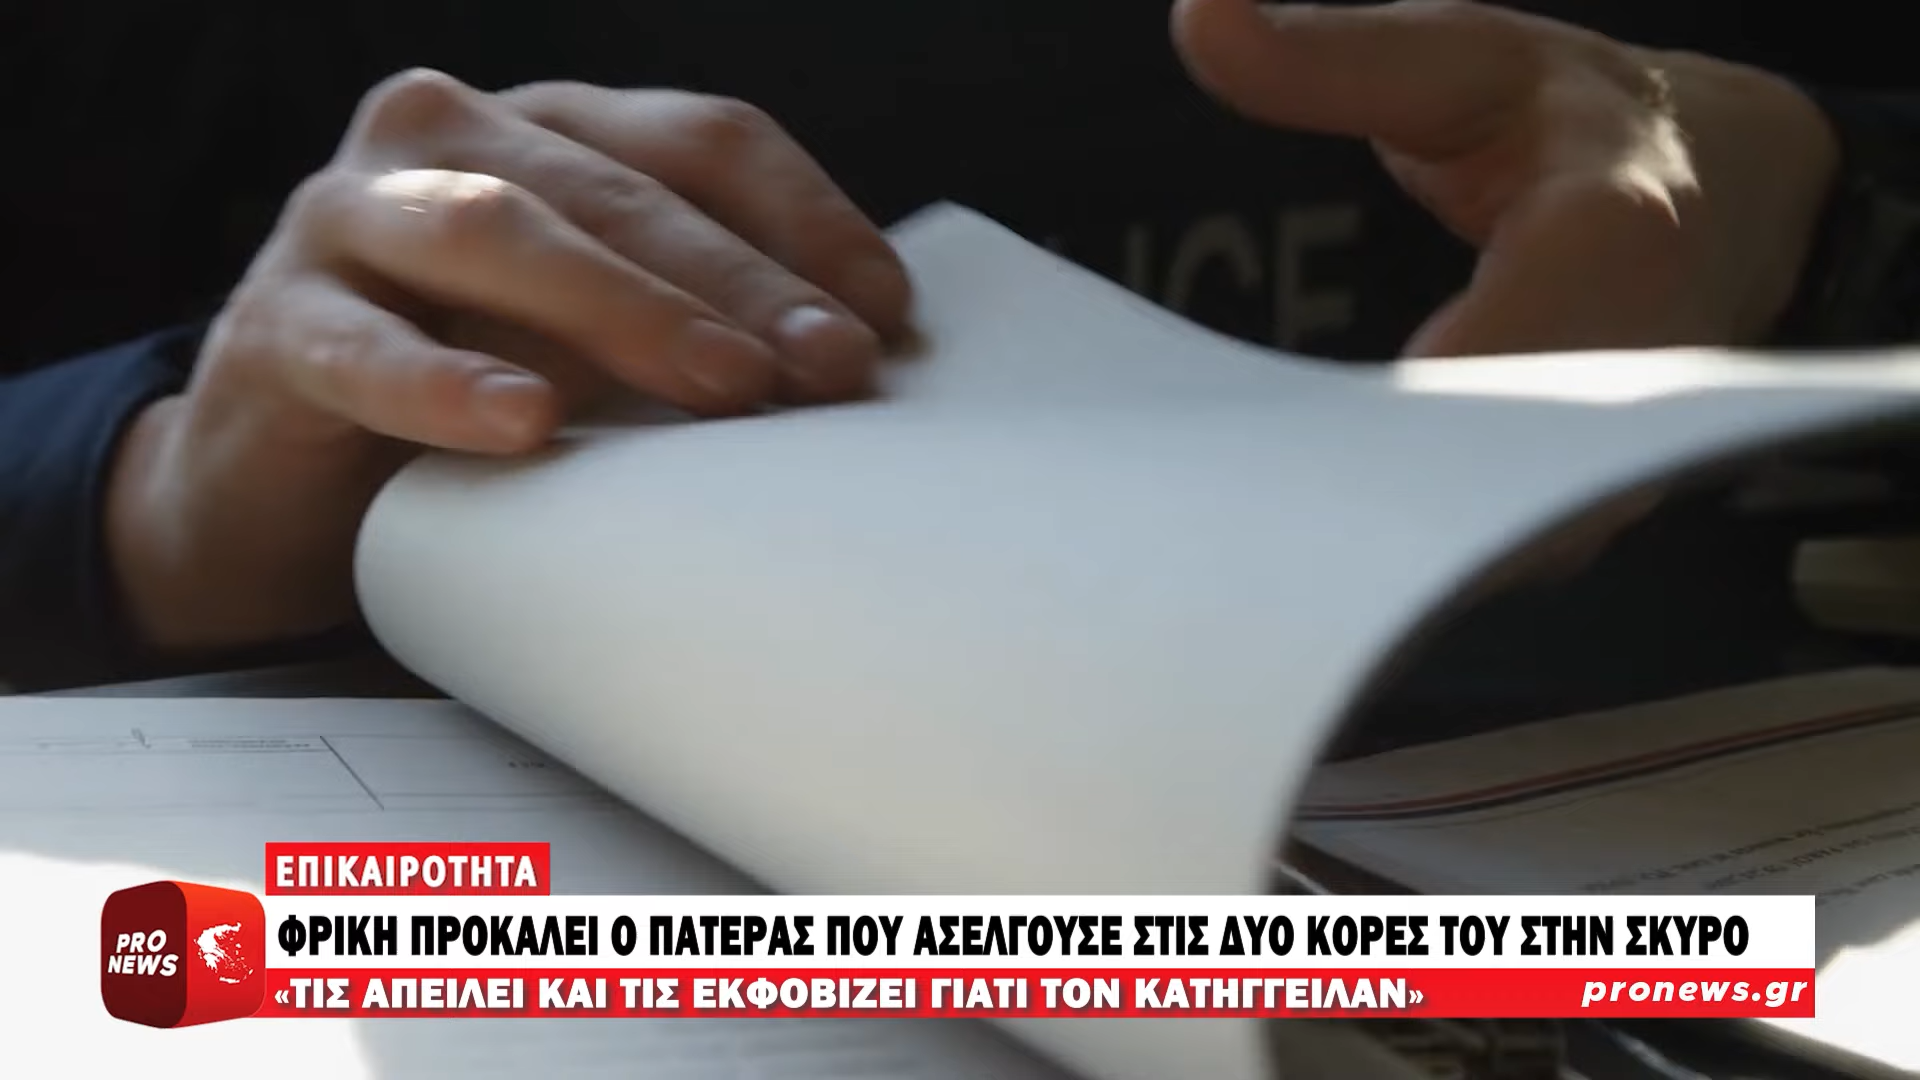 ICE
ΕΠΙΚΑΙΡΟΤΗΤΑ
PRO
NEWS
ΦΡΙΚΗ ΠΡΟΚΑΛΕΙ Ο ΠΑΤΕΡΑΣ ΠΟΥ ΑΣΕΛΓΟΥΣΕ ΣΤΙΣ ΔΥΟ ΚΟΡΕΣ ΤΟΥ ΣΤΗΝ ΣΚΥΡΟ
«ΤΙΣ ΑΠΕΙΛΕΙ ΚΑΙ ΤΙΣ ΕΚΦΟΒΙΖΕΙ ΓΙΑΤΙ ΤΟΝ ΚΑΤΗΓΓΕΙΛΑΝ»
pronews.gr